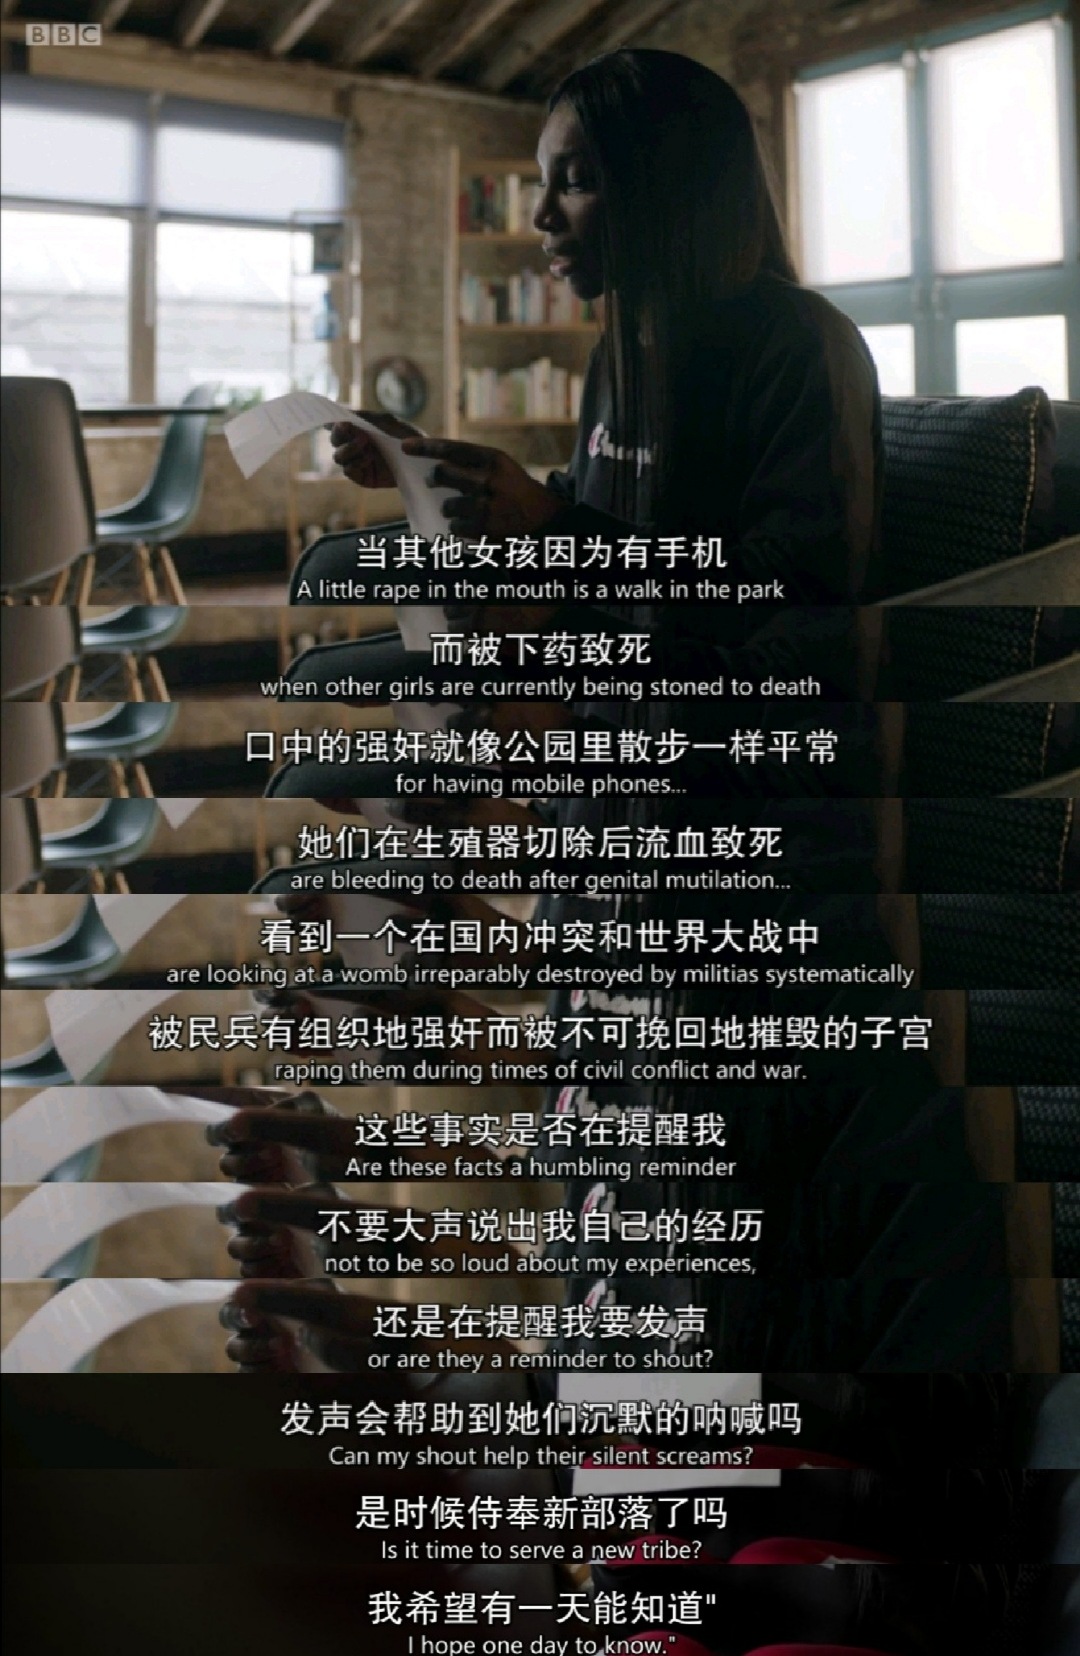 BBC
Champ
当其他女孩因为有手机
A little rape in the mouth is a walk in the park
而被下药致死
when other girls are currently being stoned to death
口中的强奸就像公园里散步一样平常
for having mobile phones...
她们在生殖器切除后流血致死
are bleeding to death after genital mutilation...
看到一个在国内冲突和世界大战中
are looking at a womb irreparably destroyed by militias systematically
被民兵有组织地强奸而被不可挽回地摧毁的子宫
raping them during times of civil conflict and war.
这些事实是否在提醒我
Are these facts a humbling reminder
不要大声说出我自己的经历
not to be so loud about my experiences,
还是在提醒我要发声
or are they a reminder to shout?
发声会帮助到她们沉默的呐喊吗
Can my shout help their silent screams?
是时候侍奉新部落了吗
Is it time to serve a new tribe?
我希望有一天能知道"
I hope one day to know."